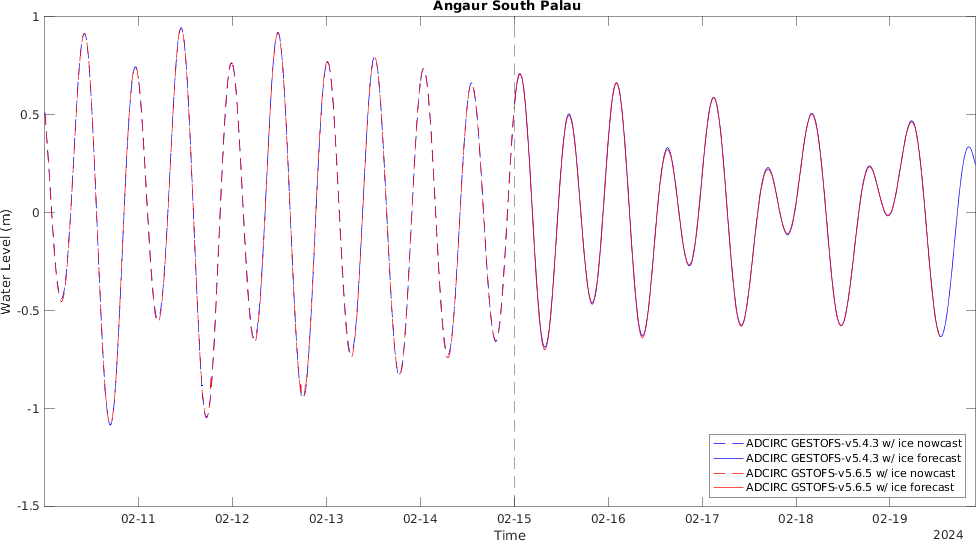 Angaur South Palau
1
0.5
0
-0.5
-1
-1.5
Water Level (m)
ADCIRC GESTOFS-v5.4.3 w/ ice nowcast
ADCIRC GESTOFS-v5.4.3 w/ ice forecast
ADCIRC GSTOFS-v5.6.5 w/ ice nowcast
ADCIRC GSTOFS-v5.6.5 w/ ice forecast
02-11 02-12 02-13 02-14 02-15 02-16 02-17 02-18 02-19
Time
2024